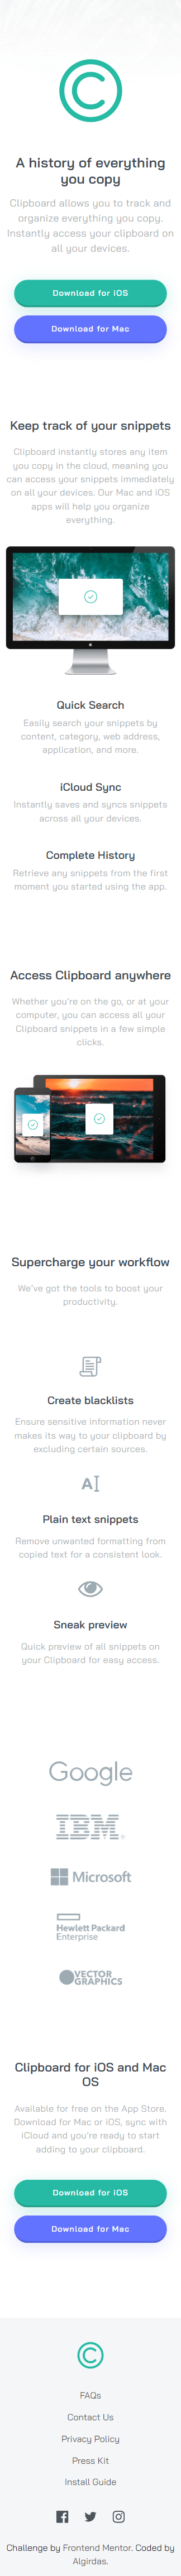 A history of everything
you copy
Clipboard allows you to track and
organize everything you copy.
Instantly access your clipboard on
all your devices.
Download for iOS
Download for Mac
Keep track of your snippets
Clipboard instantly stores any item
you copy in the cloud, meaning you
can access your snippets immediately
on all your devices. Our Mac and iOS
apps will help you organize
everything.
Quick Search
Easily search your snippets by
content, category, web address,
application, and more.
iCloud Sync
Instantly saves and syncs snippets
across all your devices.
Complete History
Retrieve any snippets from the first
moment you started using the app.
Access Clipboard anywhere
Whether you're on the go, or at your
computer, you can access all your
Clipboard snippets in a few simple
clicks.
Supercharge your workflow
We've got the tools to boost your
productivity.
Create blacklists
Ensure sensitive information never
makes its way to your clipboard by
excluding certain sources.
A
Plain text snippets
Remove unwanted formatting from
copied text for a consistent look.
Sneak preview
Quick preview of all snippets on
your Clipboard for easy access.
Google
IBM
Microsoft
Hewlett Packard
Enterprise
VECTOR
GRAPHICS
Clipboard for iOS and Mac
OS
Available for free on the App Store.
Download for Mac or iOS, sync with
iCloud and you're ready to start
adding to your clipboard.
Download for iOS
Download for Mac
FAQs
Contact Us
Privacy Policy
Press Kit
Install Guide
Challenge by Frontend Mentor. Coded by
Algirdas.